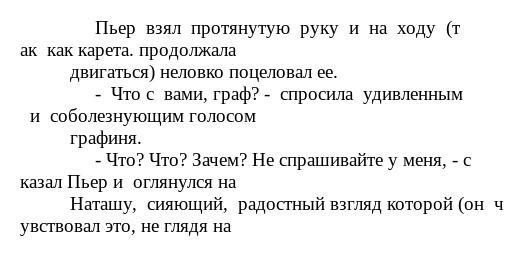 Пьер взял протянутую руку и на ходу (т
ак как карета. продолжала
двигаться) неловко поцеловал ее.
- Что с вами, граф? - спросила удивленным
и соболезнующим голосом
графиня.
- Что? Что? Зачем? Не спрашивайте у меня, - с
казал Пьер и оглянулся на
Наташу, сияющий, радостный взгляд которой (он ч
увствовал это, не глядя на